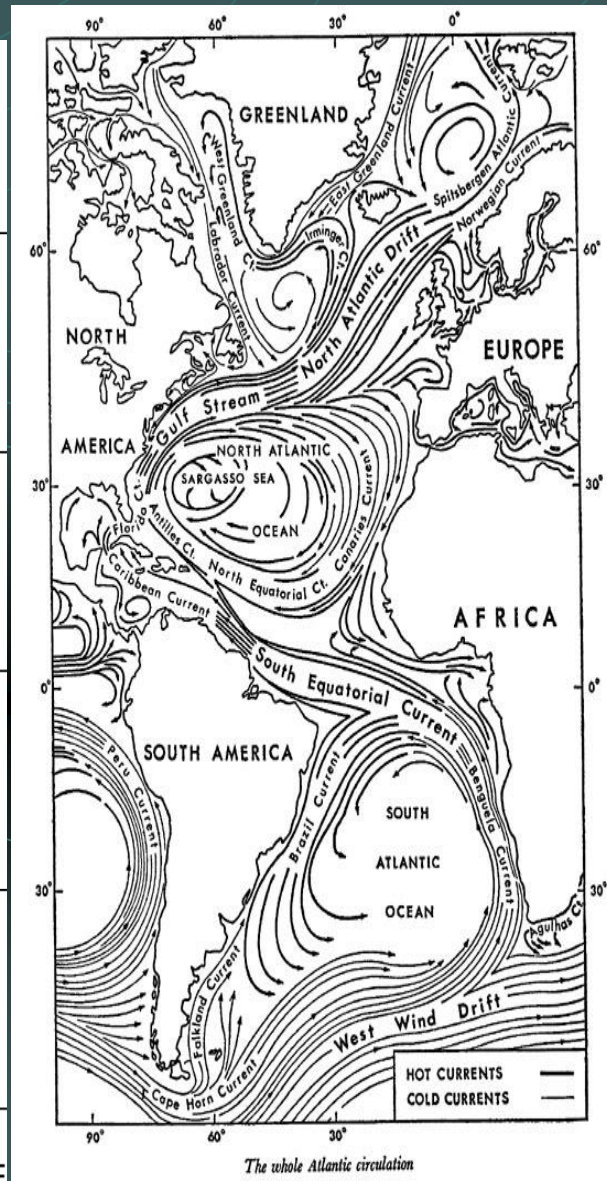 90°
60°
30°
0°
GREENLAND
West Greenland Ct.
East Greenland Current
Spitsbergen Atlantic Current
Norwegian Current
Irminger Ct.
Labrador Current
60°
60°
North Atlantic Drift
NORTH
EUROPE
Gulf Stream
AMERICA
NORTH ATLANTIC
SARGASSO SEA
30°
30°
Florida Ct.
Antilles Ct.
OCEAN
Canaries Current
North Equatorial Ct.
Caribbean Current
AFRICA
South Equatorial Current
0°
0°
SOUTH AMERICA
Peru Current
Brazil Current
Benguela Current
SOUTH
ATLANTIC
OCEAN
30°
30°
Agulhas Ct.
Falkland Current
West Wind Drift
Cape Horn Current
HOT CURRENTS
COLD CURRENTS
90°
60°
30°
0°
The whole Atlantic circulation